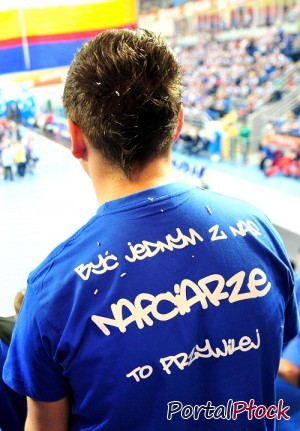 BYĆ JEDNYM Z NAS!
NAFCIARZE
TO PRZYWILEJ
PortalPłock